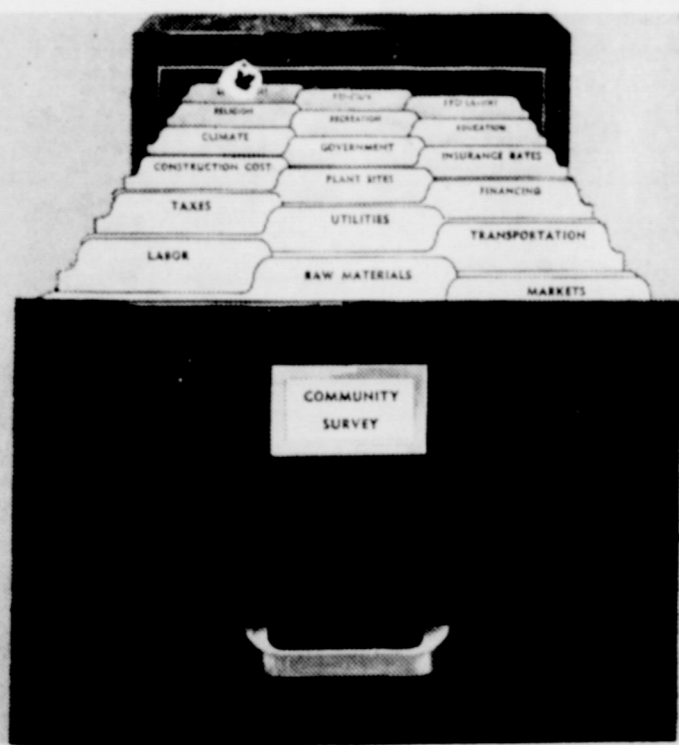 RELIGION
RECREATION
EDUCATION
CLIMATE
GOVERNMENT
INSURANCE RATES
CONSTRUCTION COST
PLANT SITES
FINANCING
TAXES
UTILITIES
TRANSPORTATION
LABOR
RAW MATERIALS
MARKETS
COMMUNITY
SURVEY